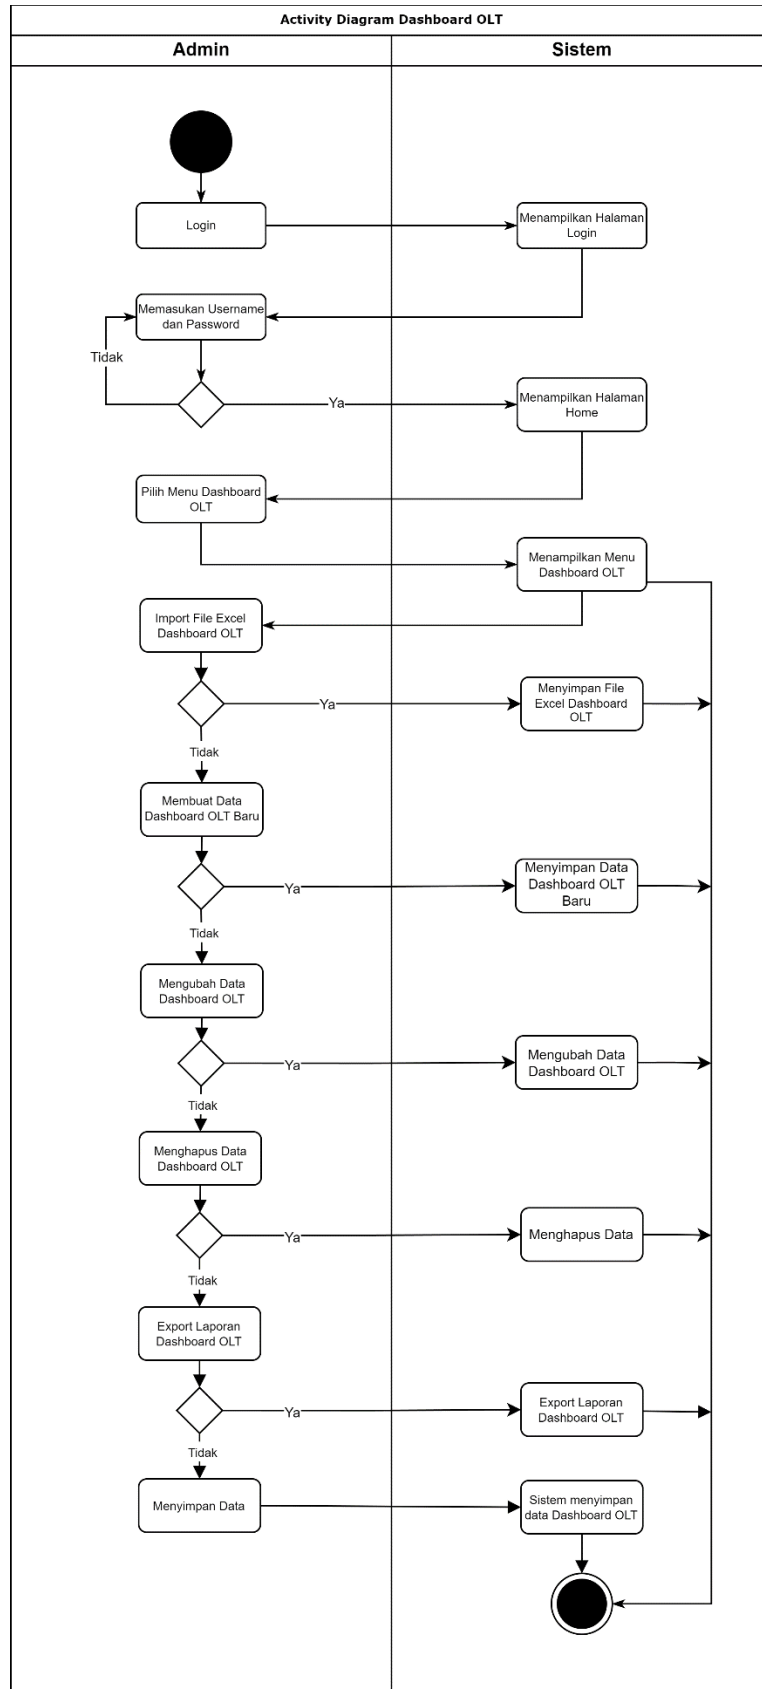 Activity Diagram Dashboard OLT
Admin
Sistem
Login
Menampilkan Halaman
Login
Memasukan Username
dan Password
Tidak
Ya
Menampilkan Halaman
Home
Pilih Menu Dashboard
OLT
Menampilkan Menu
Dashboard OLT
Import File Excel
Dashboard OLT
Ya
Menyimpan File
Excel Dashboard
OLT
Tidak
Membuat Data
Dashboard OLT Baru
Ya
Menyimpan Data
Dashboard OLT
Baru
Tidak
Mengubah Data
Dashboard OLT
Ya
Mengubah Data
Dashboard OLT
Tidak
Menghapus Data
Dashboard OLT
Ya
Menghapus Data
Tidak
Export Laporan
Dashboard OLT
Ya
Export Laporan
Dashboard OLT
Tidak
Menyimpan Data
Sistem menyimpan
data Dashboard OLT